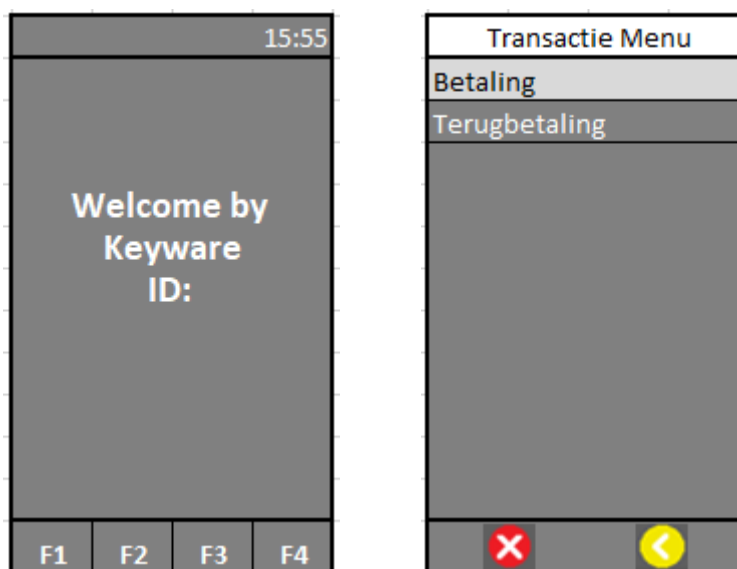 15:55
Welcome by
Keyware
ID:
F1 F2 F3 F4
Transactie Menu
Betaling
Terugbetaling